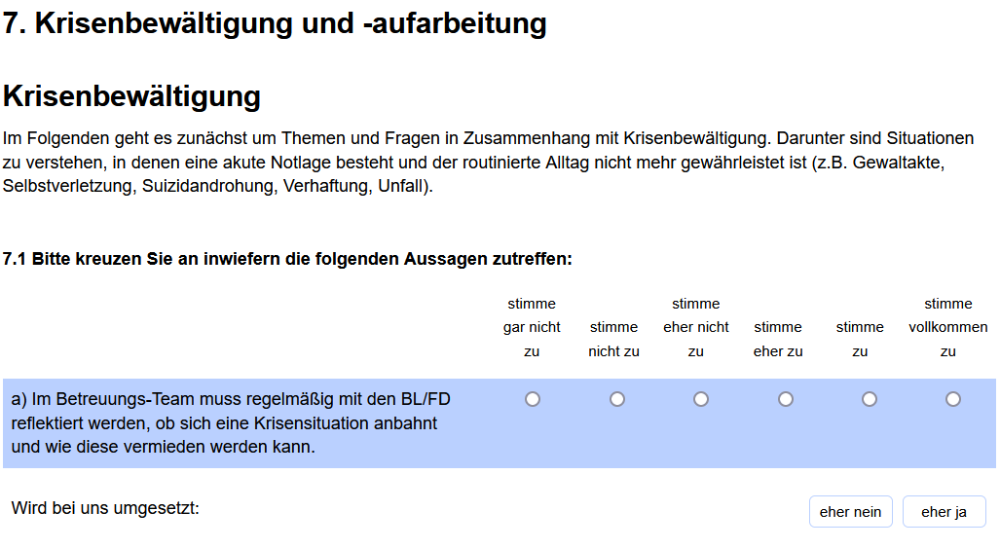 7. Krisenbewältigung und -aufarbeitung
Krisenbewältigung
Im Folgenden geht es zunächst um Themen und Fragen in Zusammenhang mit Krisenbewältigung. Darunter sind Situationen
zu verstehen, in denen eine akute Notlage besteht und der routinierte Alltag nicht mehr gewährleistet ist (z.B. Gewaltakte,
Selbstverletzung, Suizidandrohung, Verhaftung, Unfall).
7.1 Bitte kreuzen Sie an inwiefern die folgenden Aussagen zutreffen:
stimme gar nicht zu
stimme nicht zu
stimme eher nicht zu
stimme eher zu
stimme zu
stimme vollkommen zu
a) Im Betreuungs-Team muss regelmäßig mit den BL/FD
reflektiert werden, ob sich eine Krisensituation anbahnt
und wie diese vermieden werden kann.
Wird bei uns umgesetzt:
eher nein
eher ja